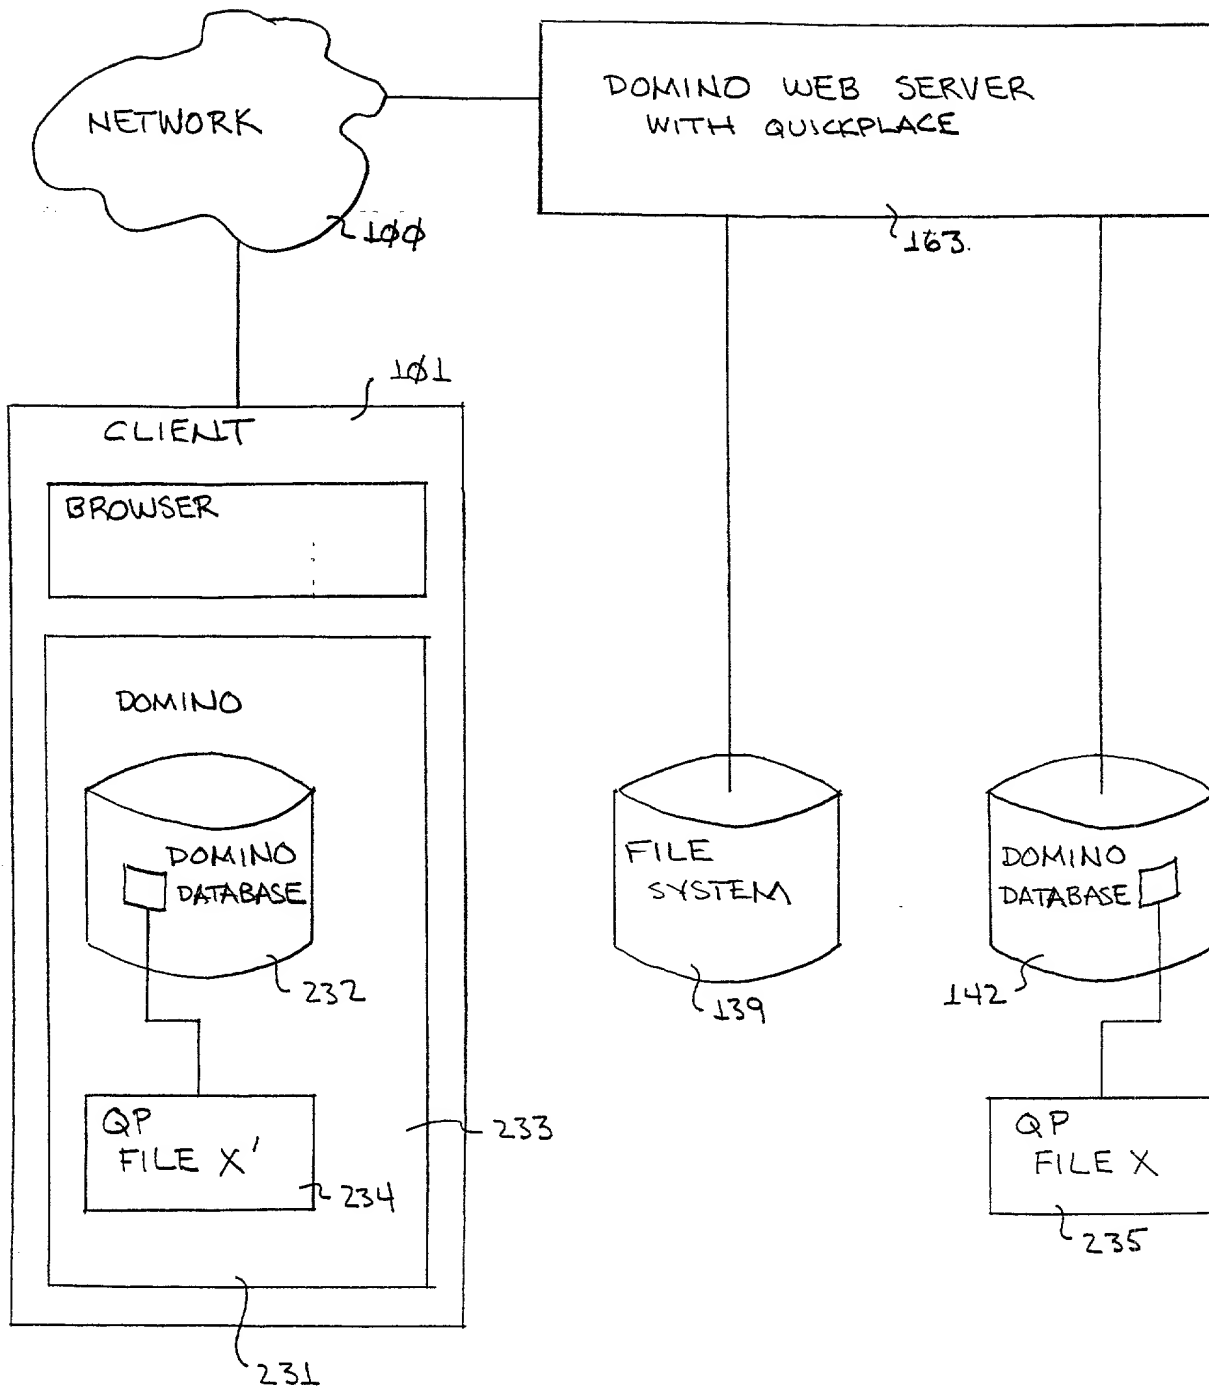 NETWORK
100
DOMINO WEB SERVER
WITH QUICKPLACE
163.
101
CLIENT
BROWSER
DOMINO
DOMINO
DATABASE
232
QP
FILE X'
234
233
231
FILE
SYSTEM
139
DOMINO
DATABASE
142
QP
FILE X
235